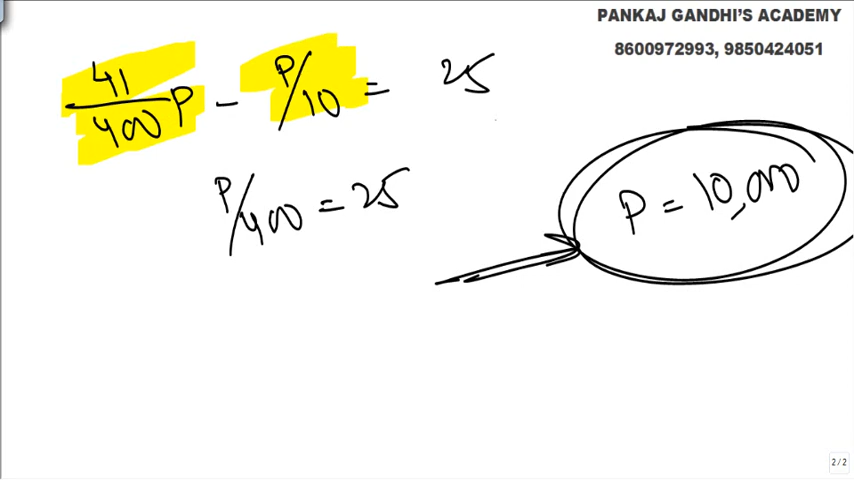 PANKAJ GANDHI'S ACADEMY
8600972993, 9850424051
41/400 P - P/10 = 25
P/400 = 25
P = 10,000
2/2